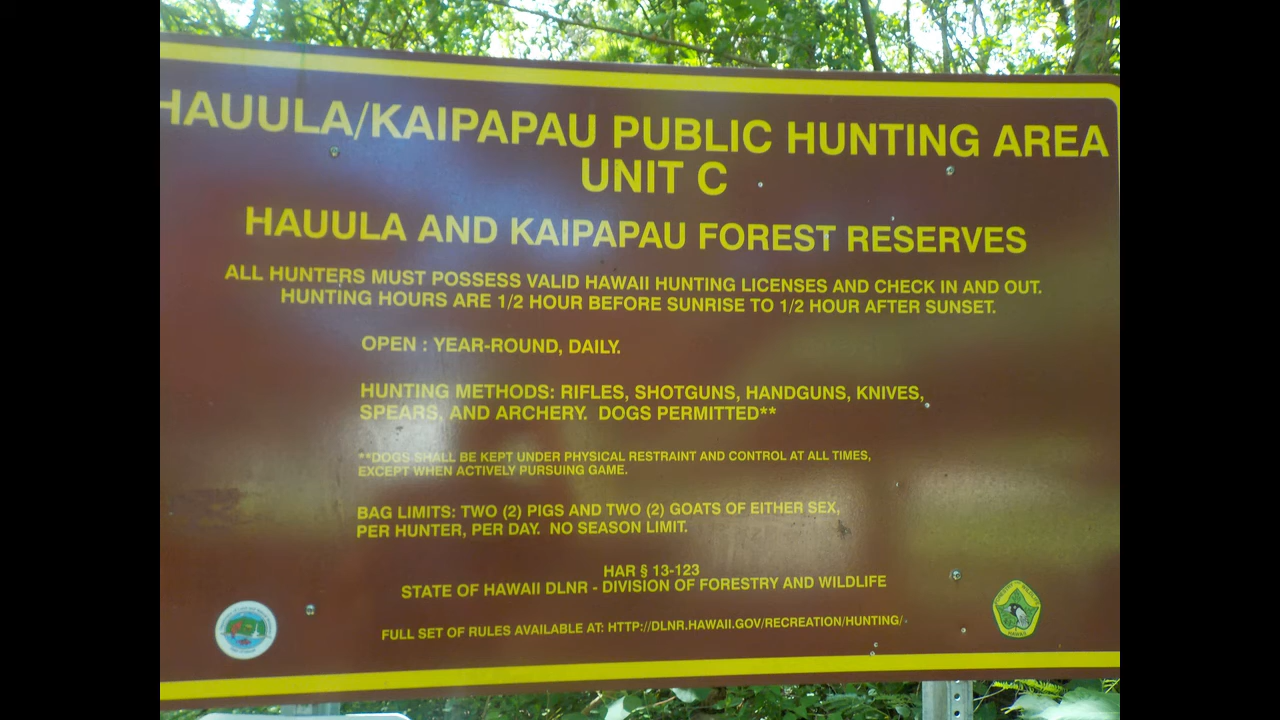 HAUULA/KAIPAPAU PUBLIC HUNTING AREA
UNIT C
HAUULA AND KAIPAPAU FOREST RESERVES
ALL HUNTERS MUST POSSESS VALID HAWAII HUNTING LICENSES AND CHECK IN AND OUT.
HUNTING HOURS ARE 1/2 HOUR BEFORE SUNRISE TO 1/2 HOUR AFTER SUNSET.
OPEN : YEAR-ROUND, DAILY.
HUNTING METHODS: RIFLES, SHOTGUNS, HANDGUNS, KNIVES,
SPEARS, AND ARCHERY. DOGS PERMITTED**
**DOGS SHALL BE KEPT UNDER PHYSICAL RESTRAINT AND CONTROL AT ALL TIMES,
EXCEPT WHEN ACTIVELY PURSUING GAME.
BAG LIMITS: TWO (2) PIGS AND TWO (2) GOATS OF EITHER SEX,
PER HUNTER, PER DAY. NO SEASON LIMIT.
HAR § 13-123
STATE OF HAWAII DLNR - DIVISION OF FORESTRY AND WILDLIFE
FULL SET OF RULES AVAILABLE AT: HTTP://DLNR.HAWAII.GOV/RECREATION/HUNTING/